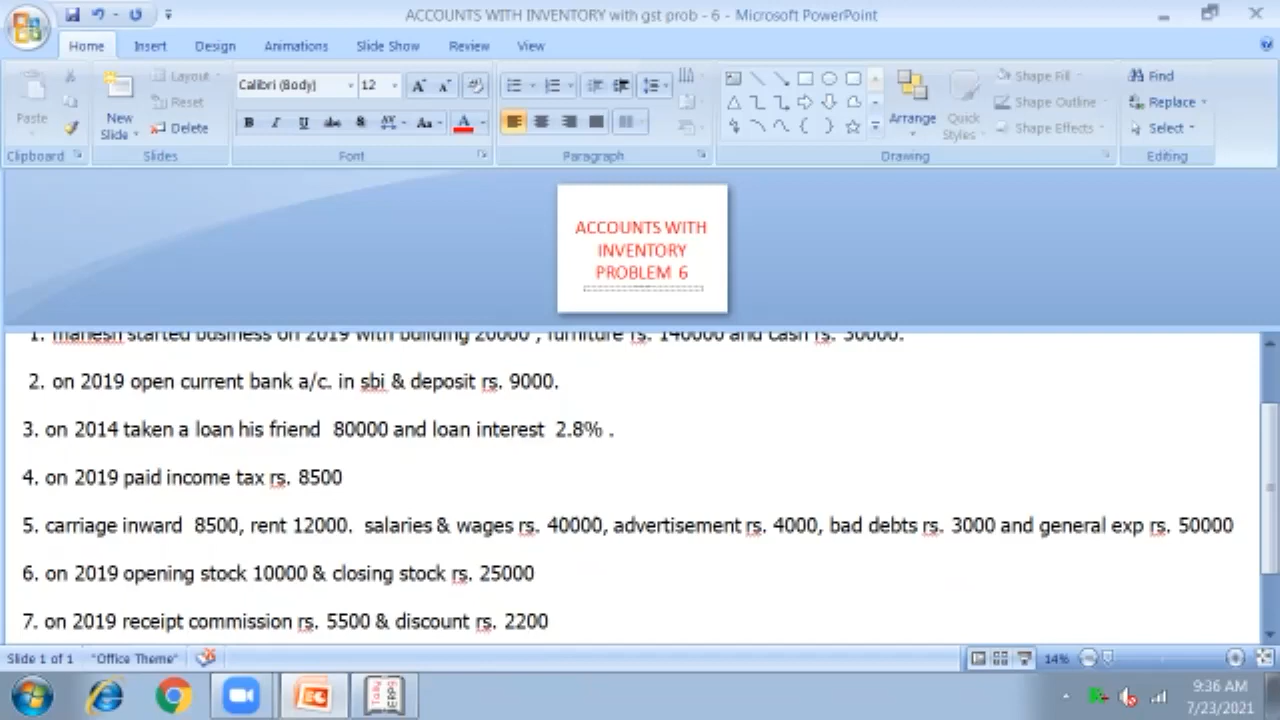 ACCOUNTS WITH INVENTORY with gst prob - 6 - Microsoft PowerPoint
Home Insert Design Animations Slide Show Review View
Paste
New Slide
Layout
Reset
Delete
Calibri (Body) 12
B I U abc S AV Aa A
Arrange
Quick Styles
Shape Fill
Shape Outline
Shape Effects
Find
Replace
Select
Clipboard Slides Font Paragraph Drawing Editing
ACCOUNTS WITH
INVENTORY
PROBLEM 6
1. mahesh started business on 2019 with building 20000 , furniture rs. 140000 and cash rs. 30000.
2. on 2019 open current bank a/c. in sbi & deposit rs. 9000.
3. on 2014 taken a loan his friend 80000 and loan interest 2.8% .
4. on 2019 paid income tax rs. 8500
5. carriage inward 8500, rent 12000. salaries & wages rs. 40000, advertisement rs. 4000, bad debts rs. 3000 and general exp rs. 50000
6. on 2019 opening stock 10000 & closing stock rs. 25000
7. on 2019 receipt commission rs. 5500 & discount rs. 2200
Slide 1 of 1 "Office Theme" 14%
Tally ERP9
9:36 AM
7/23/2021